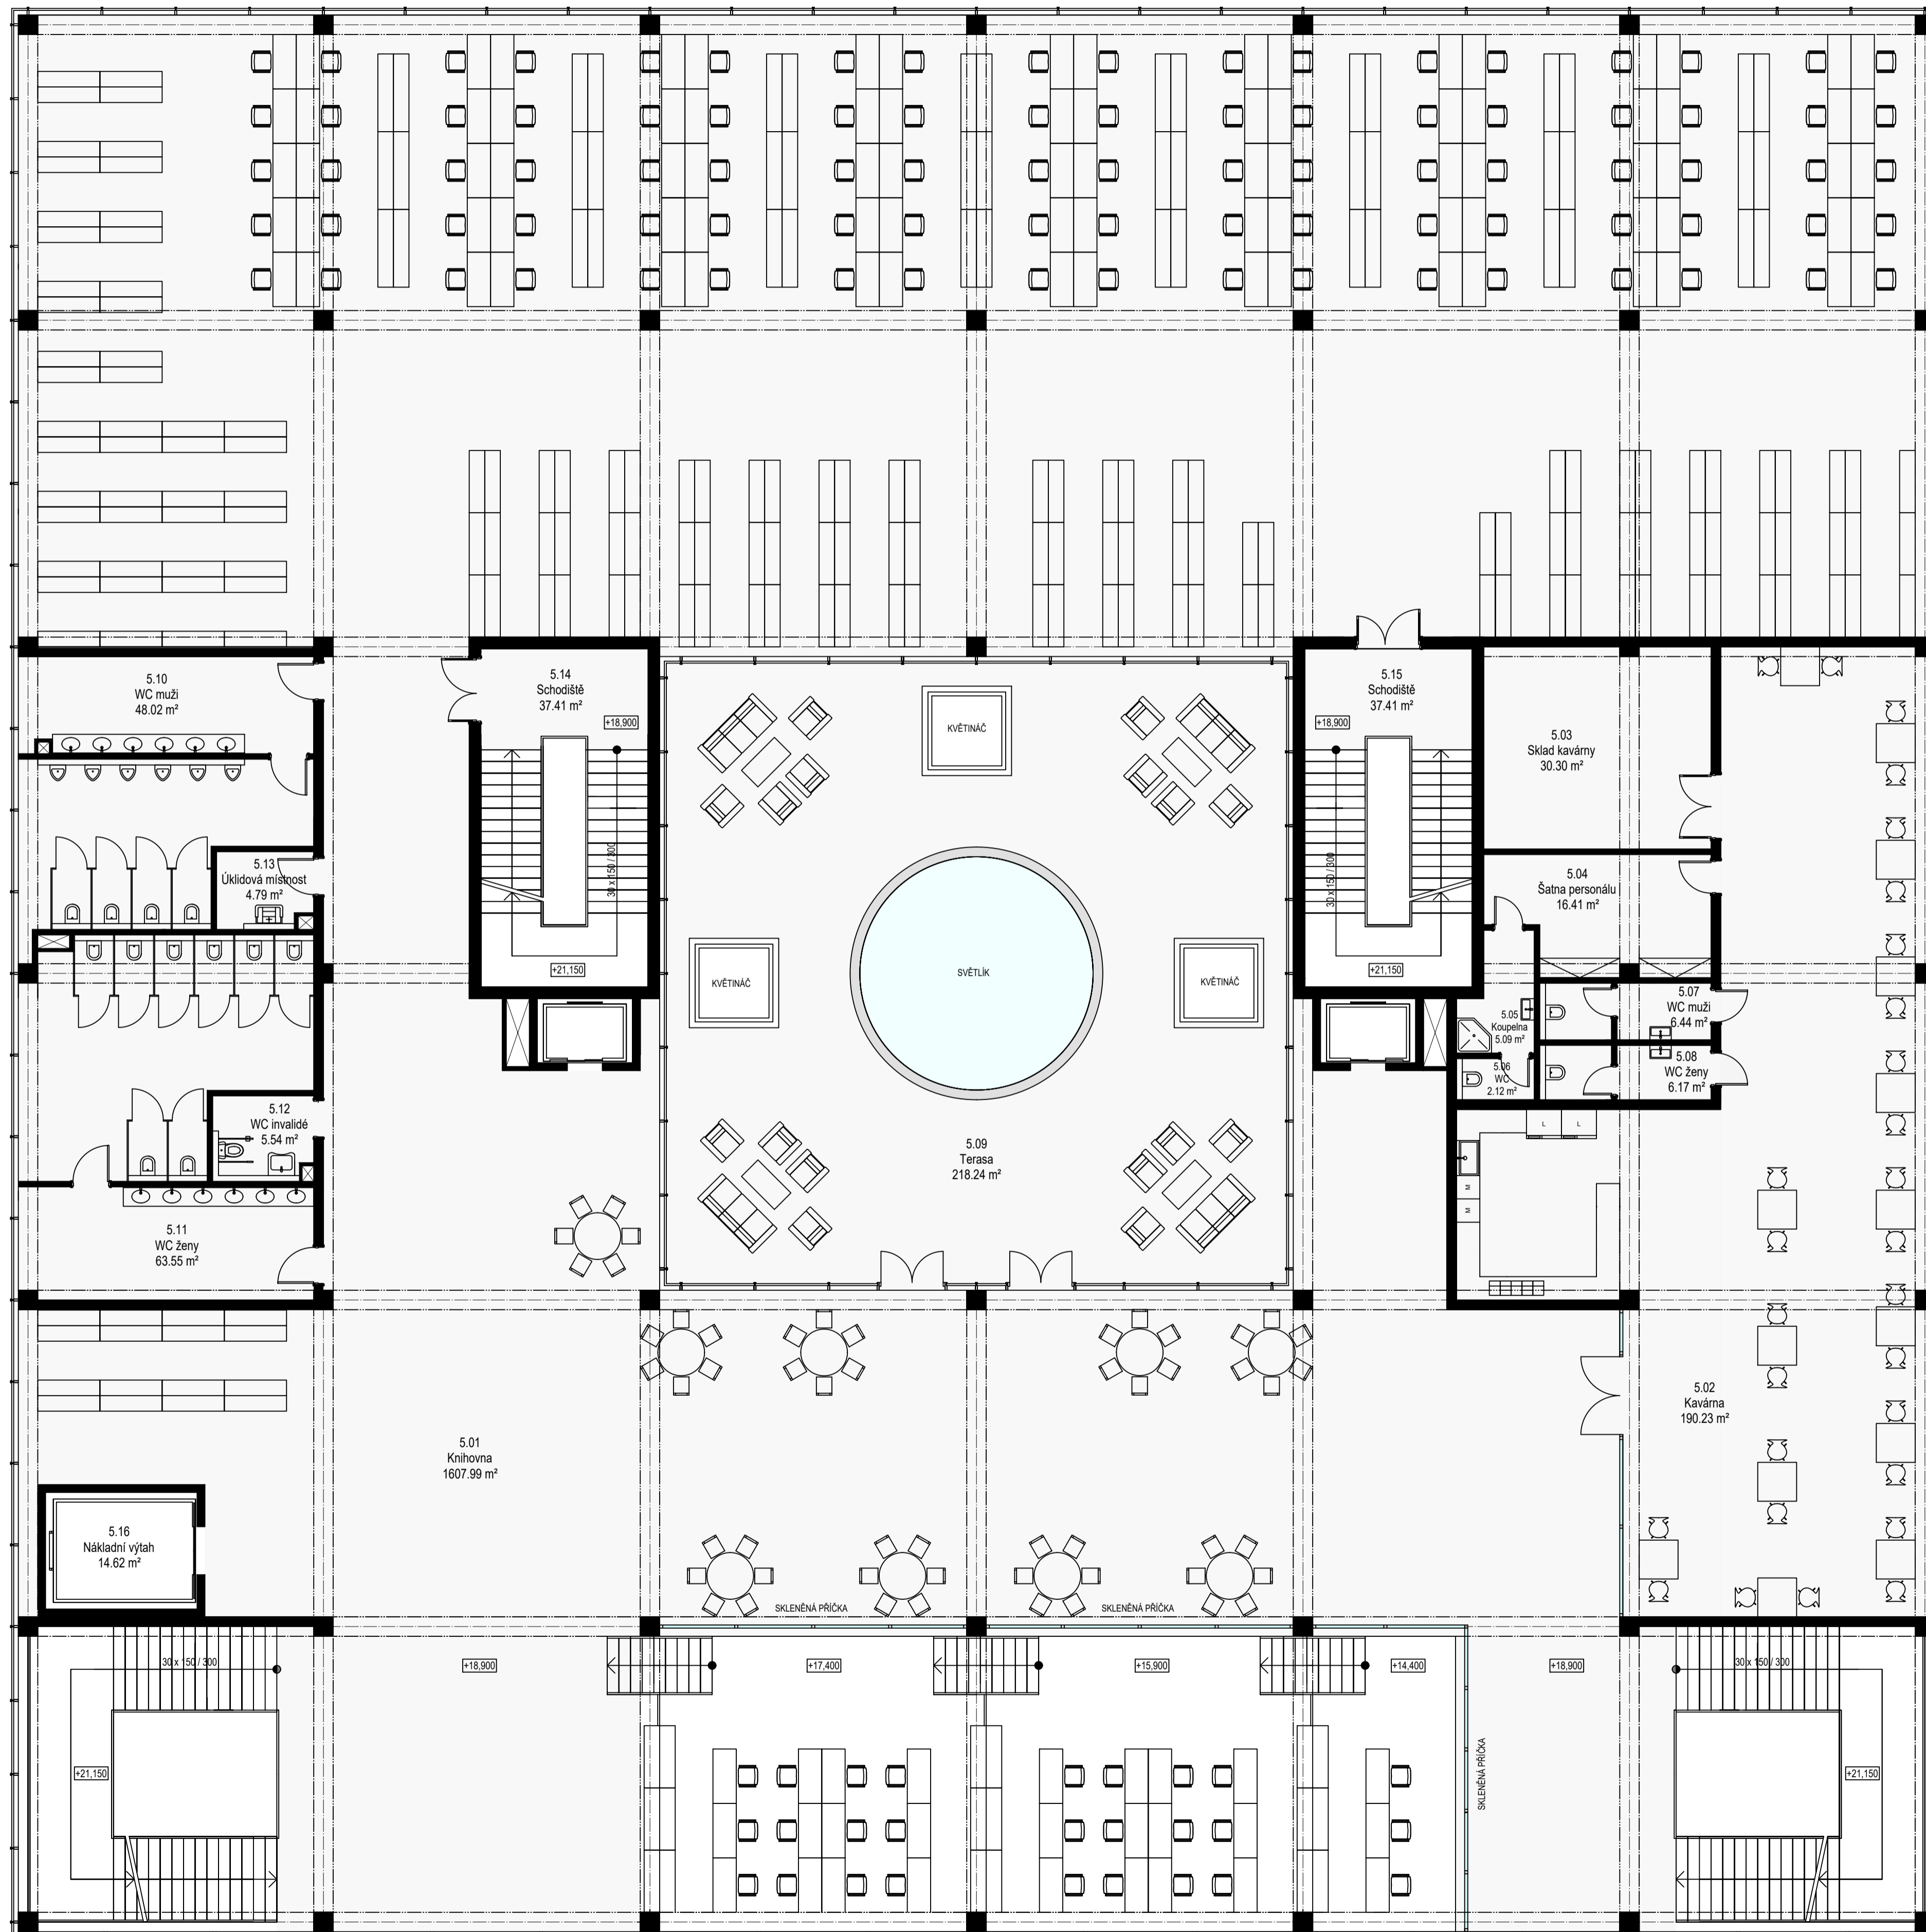 5.10
WC muži
48.02 m²
5.14
Schodiště
37.41 m²
+18,900
KVĚTINÁČ
5.15
Schodiště
37.41 m²
+18,900
5.03
Sklad kavárny
30.30 m²
5.13
Úklidová místnost
4.79 m²
30 x 150 / 300
30 x 150 / 300
5.04
Šatna personálu
16.41 m²
+21,150
KVĚTINÁČ
SVĚTLÍK
KVĚTINÁČ
+21,150
5.05
Koupelna
5.09 m²
5.07
WC muži
6.44 m²
5.06
WC
2.12 m²
5.08
WC ženy
6.17 m²
5.12
WC invalidé
5.54 m²
L
L
M
M
5.09
Terasa
218.24 m²
5.11
WC ženy
63.55 m²
5.02
Kavárna
190.23 m²
5.01
Knihovna
1607.99 m²
5.16
Nákladní výtah
14.62 m²
SKLENĚNÁ PŘÍČKA
SKLENĚNÁ PŘÍČKA
30 x 150 / 300
+18,900
+17,400
+15,900
+14,400
+18,900
30 x 150 / 300
+21,150
SKLENĚNÁ PŘÍČKA
+21,150